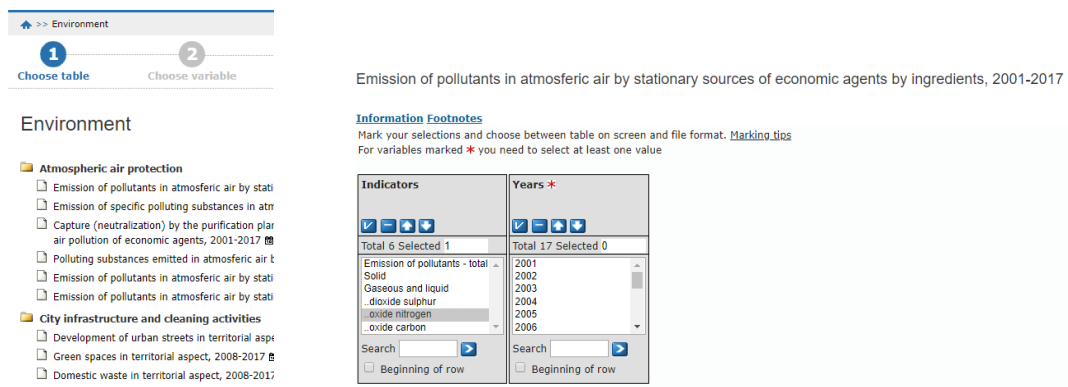 >> Environment
1 2
Choose table Choose variable
Environment
Atmospheric air protection
Emission of pollutants in atmosferic air by stati
Emission of specific polluting substances in atm
Capture (neutralization) by the purification plan
air pollution of economic agents, 2001-2017
Polluting substances emitted in atmosferic air b
Emission of pollutants in atmosferic air by stati
Emission of pollutants in atmosferic air by stati
City infrastructure and cleaning activities
Development of urban streets in territorial aspe
Green spaces in territorial aspect, 2008-2017
Domestic waste in territorial aspect, 2008-2017
Emission of pollutants in atmosferic air by stationary sources of economic agents by ingredients, 2001-2017
Information Footnotes
Mark your selections and choose between table on screen and file format. Marking tips
For variables marked * you need to select at least one value
Indicators
Total 6 Selected 1
Emission of pollutants - total
Solid
Gaseous and liquid
..dioxide sulphur
..oxide nitrogen
..oxide carbon
Search
Beginning of row
Years *
Total 17 Selected 0
2001
2002
2003
2004
2005
2006
Search
Beginning of row